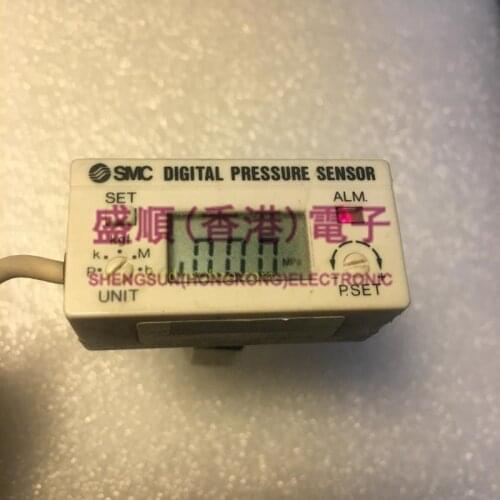 SMC DIGITAL PRESSURE SENSOR
SET ALM.
盛順(香港)電子
k M
MPa
SHENGSUN(HONGKONG)ELECTRONIC
UNIT P.SET